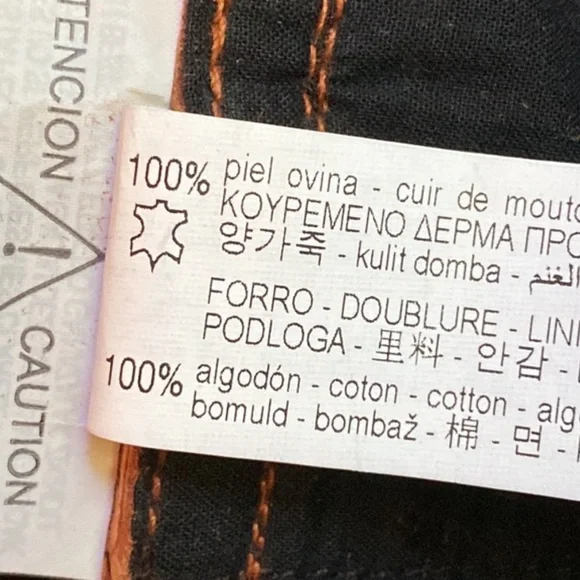 ATENCION
! CAUTION
100% piel ovina - cuir de mouto
ΚΟΥΡΕΜΕΝΟ ΔΕΡΜΑ ΠΡΟ
양가죽 - kulit domba - الغنم
FORRO - DOUBLURE - LINI
PODLOGA - 里料 - 안감 -
100% algodón - coton - cotton - alg
bomuld - bombaž - 棉 - 면 -